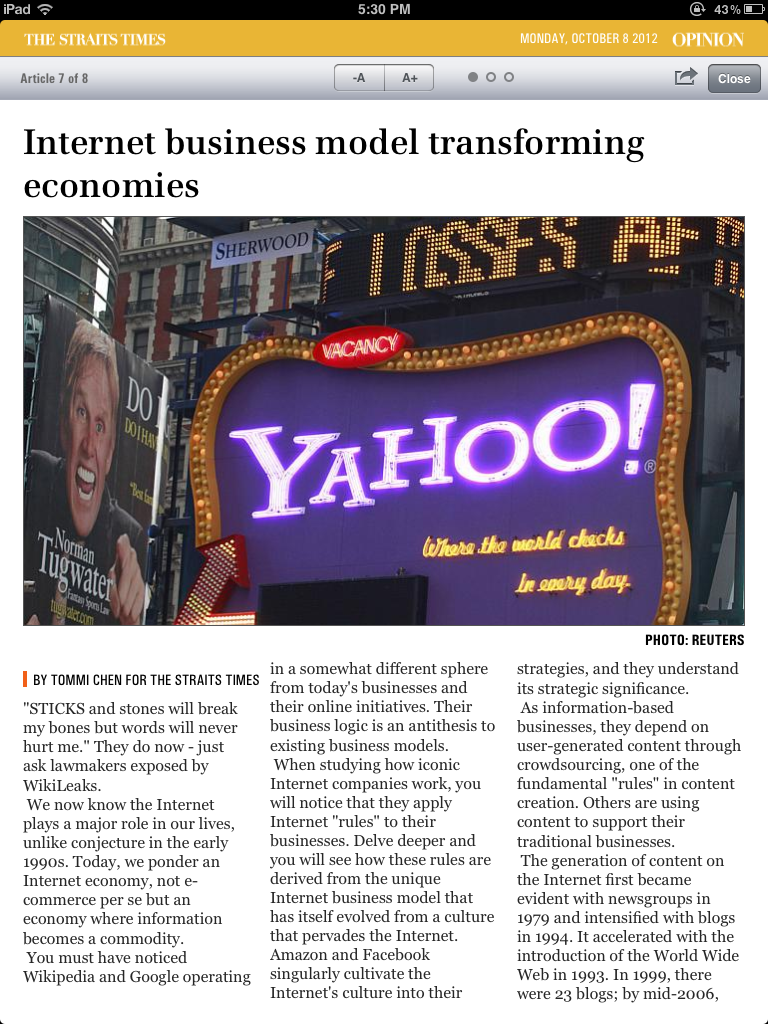 iPad 5:30 PM 43%
THE STRAITS TIMES MONDAY, OCTOBER 8 2012 OPINION
Article 7 of 8 -A A+ Close
Internet business model transforming
economies
SHERWOOD
E LOSSES AF
VACANCY
YAHOO!®
Where the world checks
in every day.
DO
DO I HAV
"Best
Norman
Tugwater
Fantasy Sports Law
tugwater.com
PHOTO: REUTERS
BY TOMMI CHEN FOR THE STRAITS TIMES
"STICKS and stones will break
my bones but words will never
hurt me." They do now - just
ask lawmakers exposed by
WikiLeaks.
We now know the Internet
plays a major role in our lives,
unlike conjecture in the early
1990s. Today, we ponder an
Internet economy, not e-
commerce per se but an
economy where information
becomes a commodity.
You must have noticed
Wikipedia and Google operating
in a somewhat different sphere
from today's businesses and
their online initiatives. Their
business logic is an antithesis to
existing business models.
When studying how iconic
Internet companies work, you
will notice that they apply
Internet "rules" to their
businesses. Delve deeper and
you will see how these rules are
derived from the unique
Internet business model that
has itself evolved from a culture
that pervades the Internet.
Amazon and Facebook
singularly cultivate the
Internet's culture into their
strategies, and they understand
its strategic significance.
As information-based
businesses, they depend on
user-generated content through
crowdsourcing, one of the
fundamental "rules" in content
creation. Others are using
content to support their
traditional businesses.
The generation of content on
the Internet first became
evident with newsgroups in
1979 and intensified with blogs
in 1994. It accelerated with the
introduction of the World Wide
Web in 1993. In 1999, there
were 23 blogs; by mid-2006,